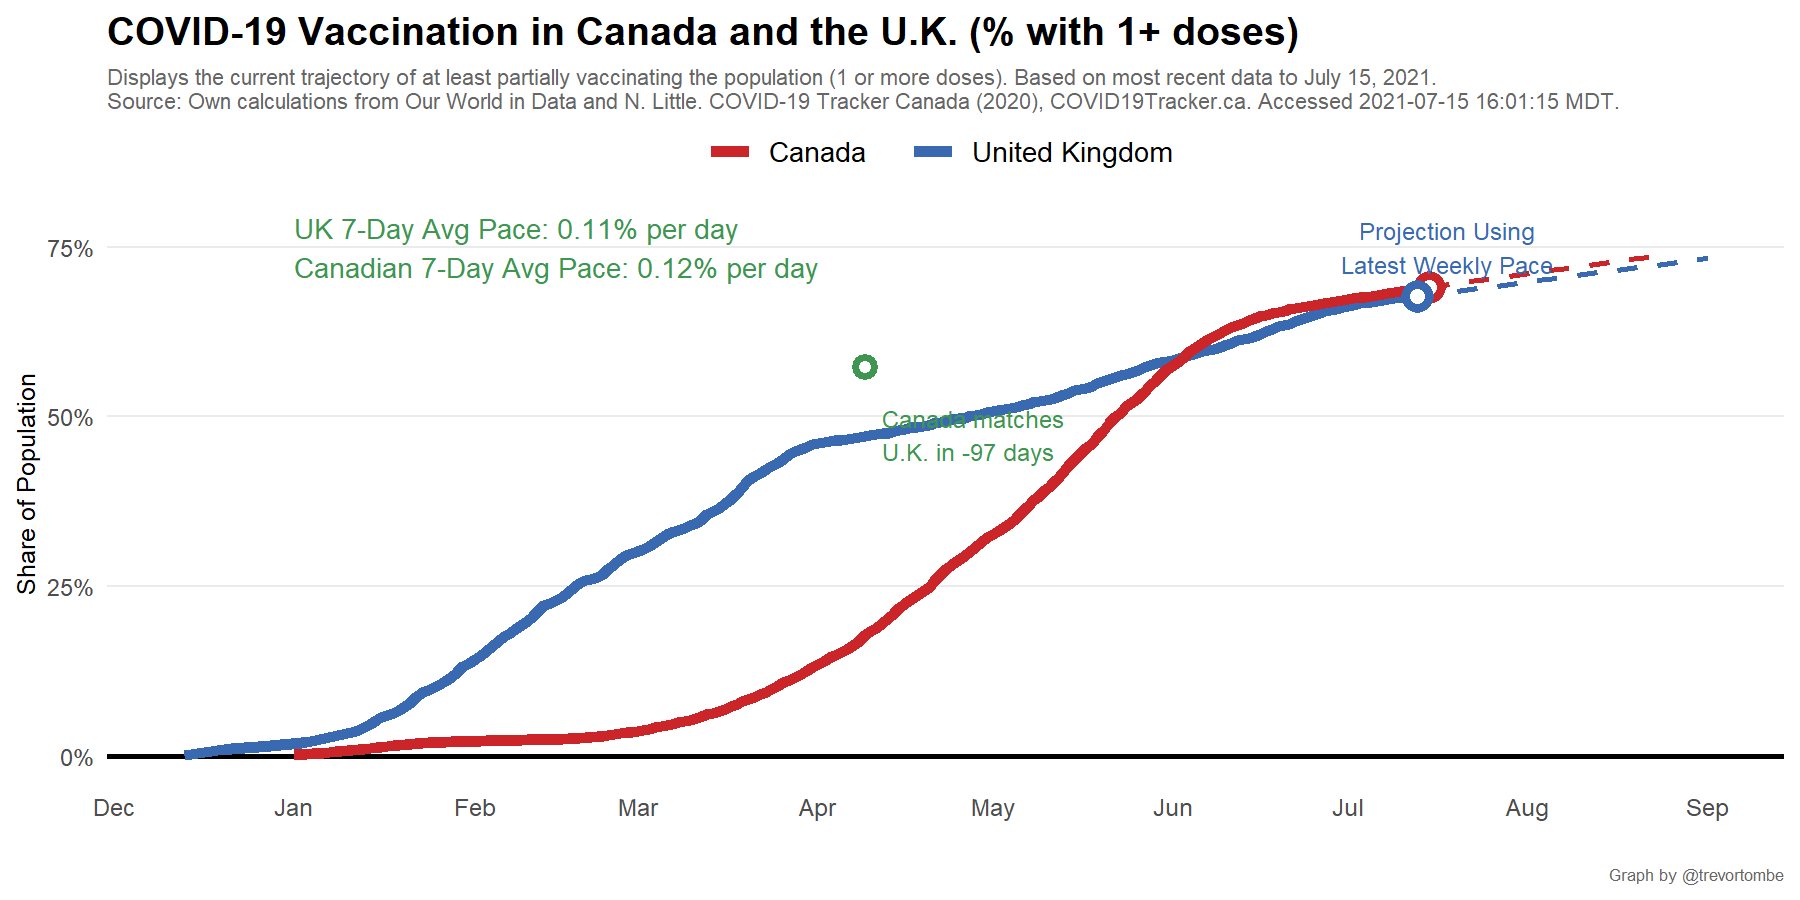 COVID-19 Vaccination in Canada and the U.K. (% with 1+ doses)
Displays the current trajectory of at least partially vaccinating the population (1 or more doses). Based on most recent data to July 15, 2021.
Source: Own calculations from Our World in Data and N. Little. COVID-19 Tracker Canada (2020), COVID19Tracker.ca. Accessed 2021-07-15 16:01:15 MDT.
Canada
United Kingdom
UK 7-Day Avg Pace: 0.11% per day
Canadian 7-Day Avg Pace: 0.12% per day
Projection Using
Latest Weekly Pace
Canada matches
U.K. in -97 days
Share of Population
75%
50%
25%
0%
Dec
Jan
Feb
Mar
Apr
May
Jun
Jul
Aug
Sep
Graph by @trevortombe